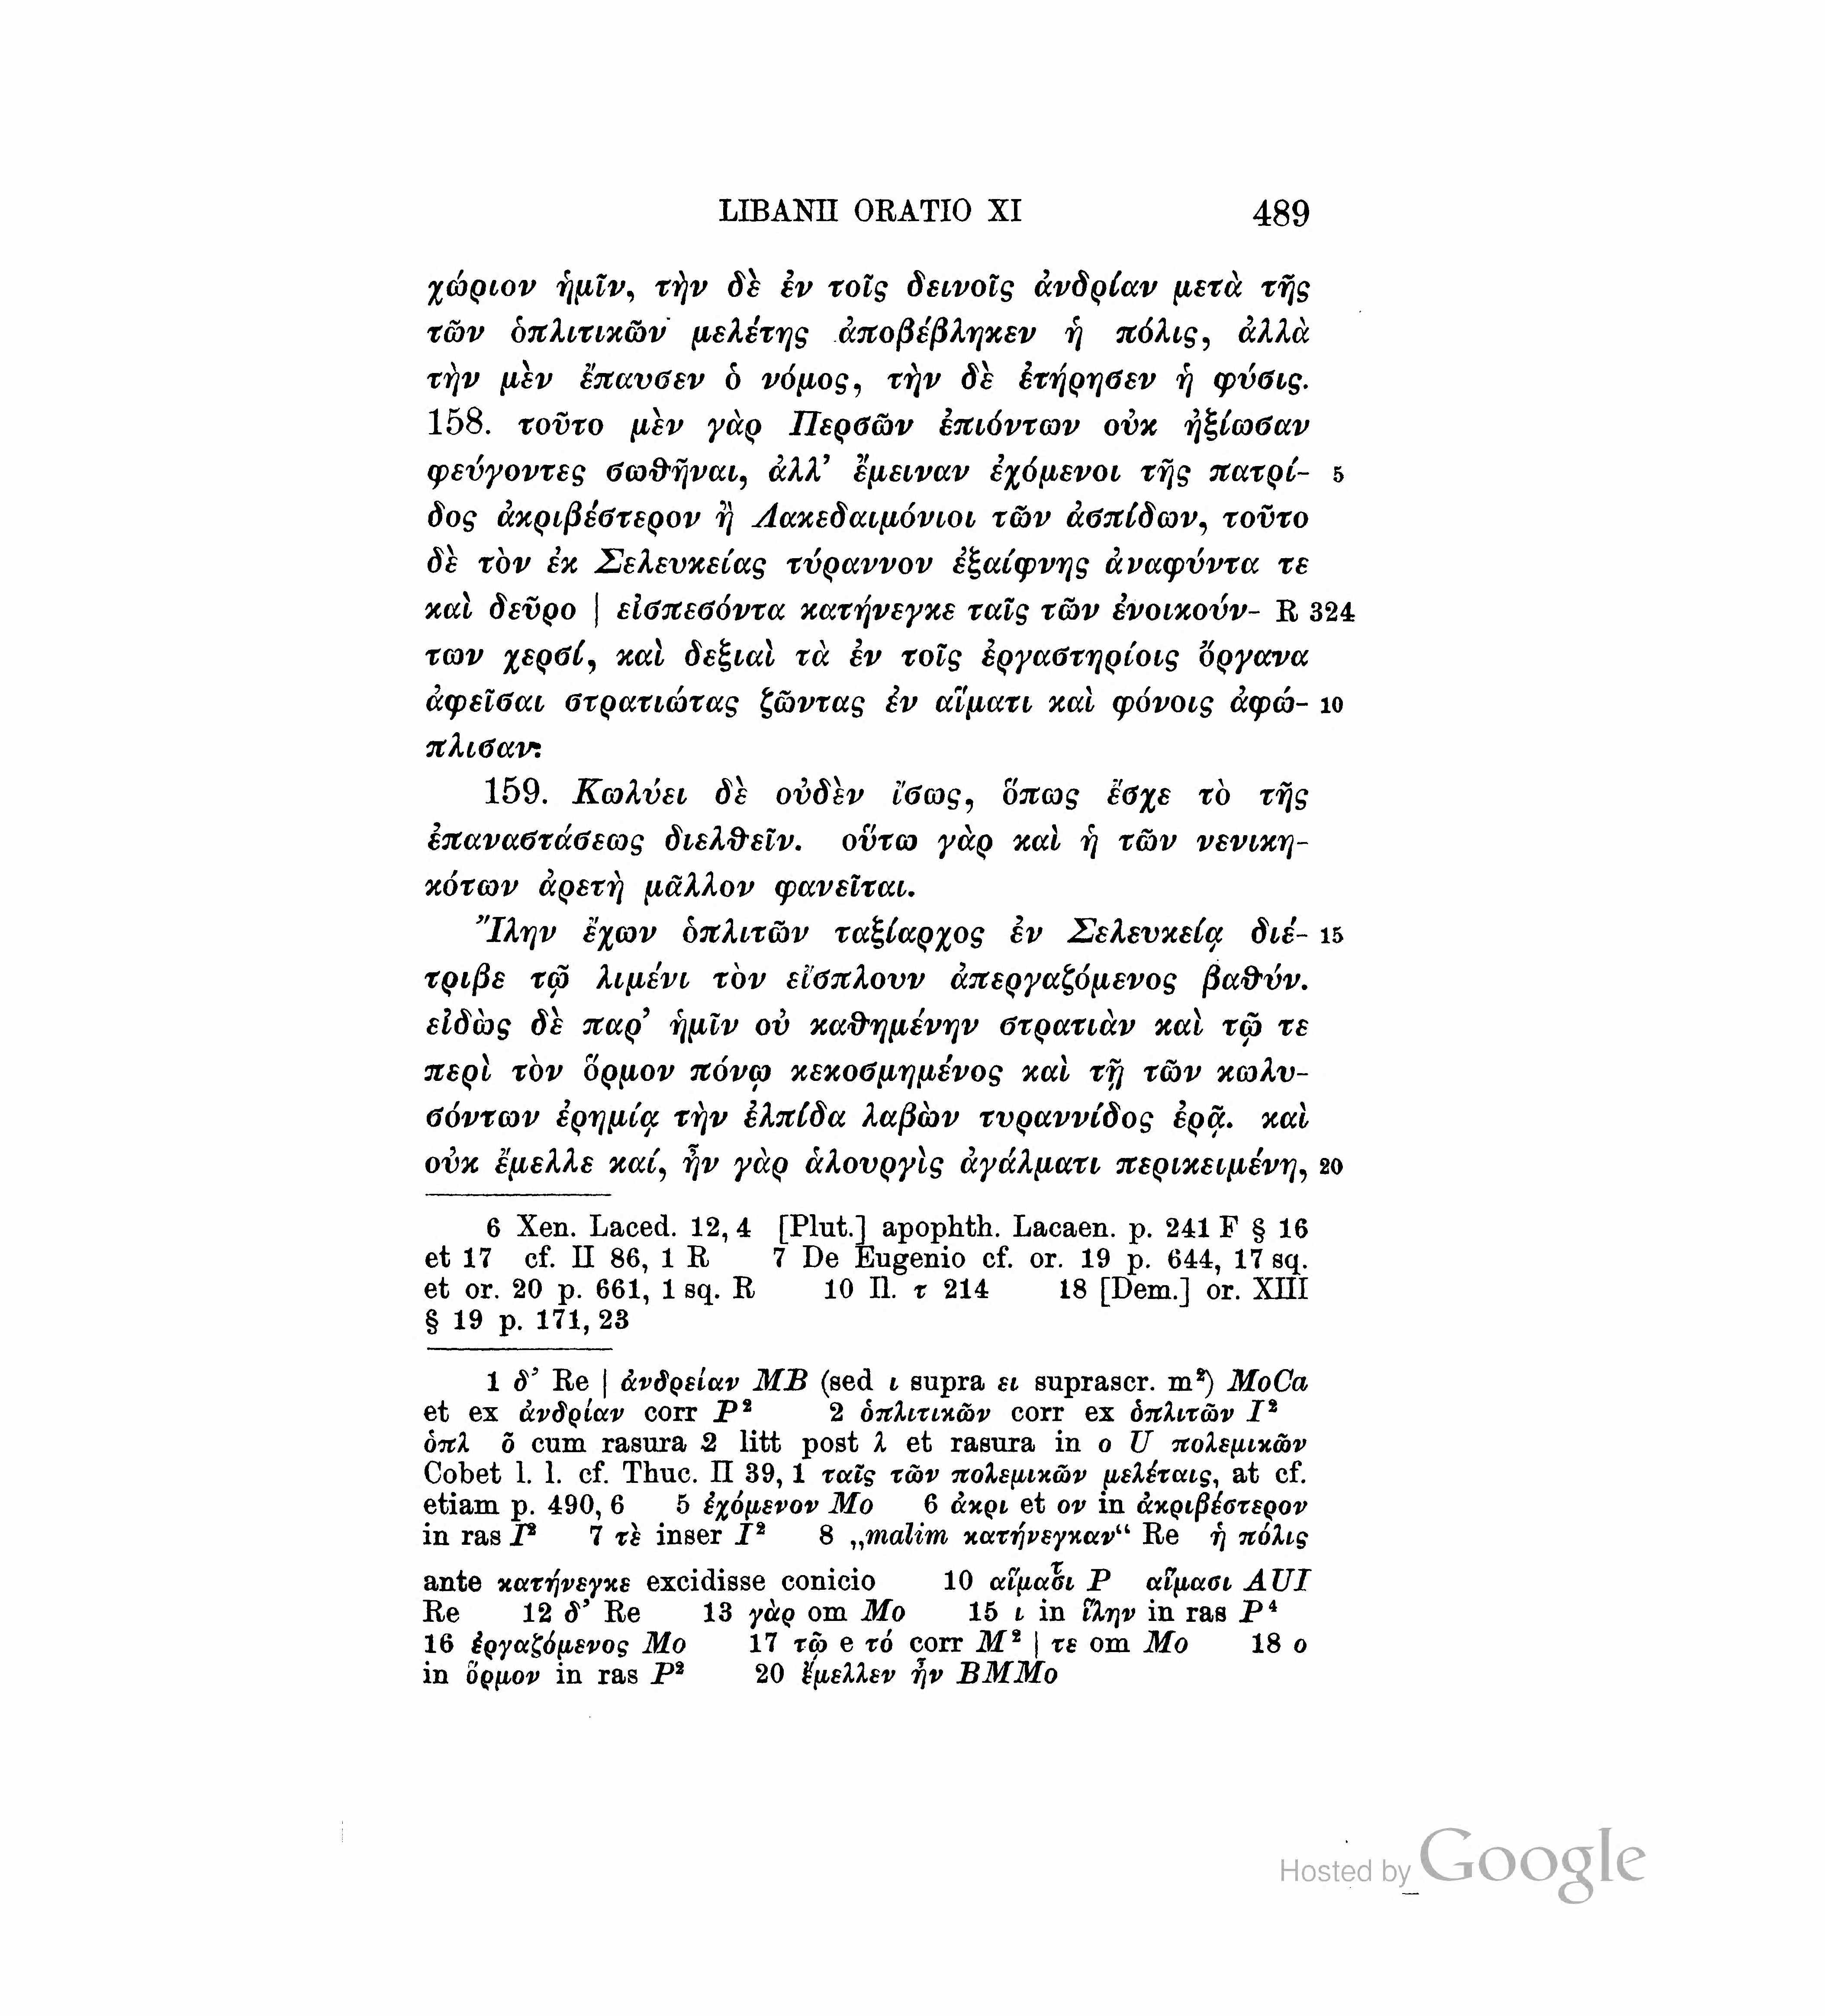 LIBANII ORATIO XI 489
χώριον ἡμῖν, τὴν δὲ ἐν τοῖς δεινοῖς ἀνδρίαν μετὰ τῆς
τῶν ὁπλιτικῶν μελέτης ἀποβέβληκεν ἡ πόλις, ἀλλὰ
τὴν μὲν ἔπαυσεν ὁ νόμος, τὴν δὲ ἐτήρησεν ἡ φύσις.
158. τοῦτο μὲν γὰρ Περσῶν ἐπιόντων οὐκ ἠξίωσαν
φεύγοντες σωθῆναι, ἀλλ’ ἔμειναν ἐχόμενοι τῆς πατρί- 5
δος ἀκριβέστερον ἢ Λακεδαιμόνιοι τῶν ἀσπίδων, τοῦτο
δὲ τὸν ἐκ Σελευκείας τύραννον ἐξαίφνης ἀναφύντα τε
καὶ δεῦρο | εἰσπεσόντα κατήνεγκε ταῖς τῶν ἐνοικούν- R 324
των χερσί, καὶ δεξιαὶ τὰ ἐν τοῖς ἐργαστηρίοις ὄργανα
ἀφεῖσαι στρατιώτας ζῶντας ἐν αἵματι καὶ φόνοις ἀφώ- 10
πλισαν.
159. Κωλύει δὲ οὐδὲν ἴσως, ὅπως ἔσχε τὸ τῆς
ἐπαναστάσεως διελθεῖν. οὕτω γὰρ καὶ ἡ τῶν νενικη-
κότων ἀρετὴ μᾶλλον φανεῖται.
Ἴλην ἔχων ὁπλιτῶν ταξίαρχος ἐν Σελευκείᾳ διέ- 15
τριβε τῷ λιμένι τὸν εἴσπλουν ἀπεργαζόμενος βαθύν.
εἰδὼς δὲ παρ’ ἡμῖν οὐ καθημένην στρατιὰν καὶ τῷ τε
περὶ τὸν ὅρμον πόνῳ κεκοσμημένος καὶ τῇ τῶν κωλυ-
σόντων ἐρημίᾳ τὴν ἐλπίδα λαβὼν τυραννίδος ἐρᾷ. καὶ
οὐκ ἔμελλε καί, ἦν γὰρ ἁλουργὶς ἀγάλματι περικειμένη, 20
6 Xen. Laced. 12, 4 [Plut.] apophth. Lacaen. p. 241 F § 16
et 17 cf. II 86, 1 R 7 De Eugenio cf. or. 19 p. 644, 17 sq.
et or. 20 p. 661, 1 sq. R 10 Il. τ 214 18 [Dem.] or. XIII
§ 19 p. 171, 23
1 δ’ Re | ἀνδρείαν MB (sed ι supra ει suprascr. m²) MoCa
et ex ἀνδρίαν corr P² 2 ὁπλιτικῶν corr ex ὁπλιτῶν I²
ὁπλ ὃ cum rasura 2 litt post λ et rasura in ο U πολεμικῶν
Cobet l. l. cf. Thuc. II 39, 1 ταῖς τῶν πολεμικῶν μελέταις, at cf.
etiam p. 490, 6 5 ἐχόμενον Mo 6 ἀκρι et ον in ἀκριβέστερον
in ras I² 7 τὲ inser I² 8 „malim κατήνεγκαν“ Re ἡ πόλις
ante κατήνεγκε excidisse conicio 10 αἵμασι P αἵμασι AUI
Re 12 δ’ Re 13 γὰρ om Mo 15 ι in ἴλην in ras P⁴
16 ἐργαζόμενος Mo 17 τῷ e τό corr M² | τε om Mo 18 ο
in ὅρμον in ras P² 20 ἔμελλεν ἦν BMMo
Hosted by Google